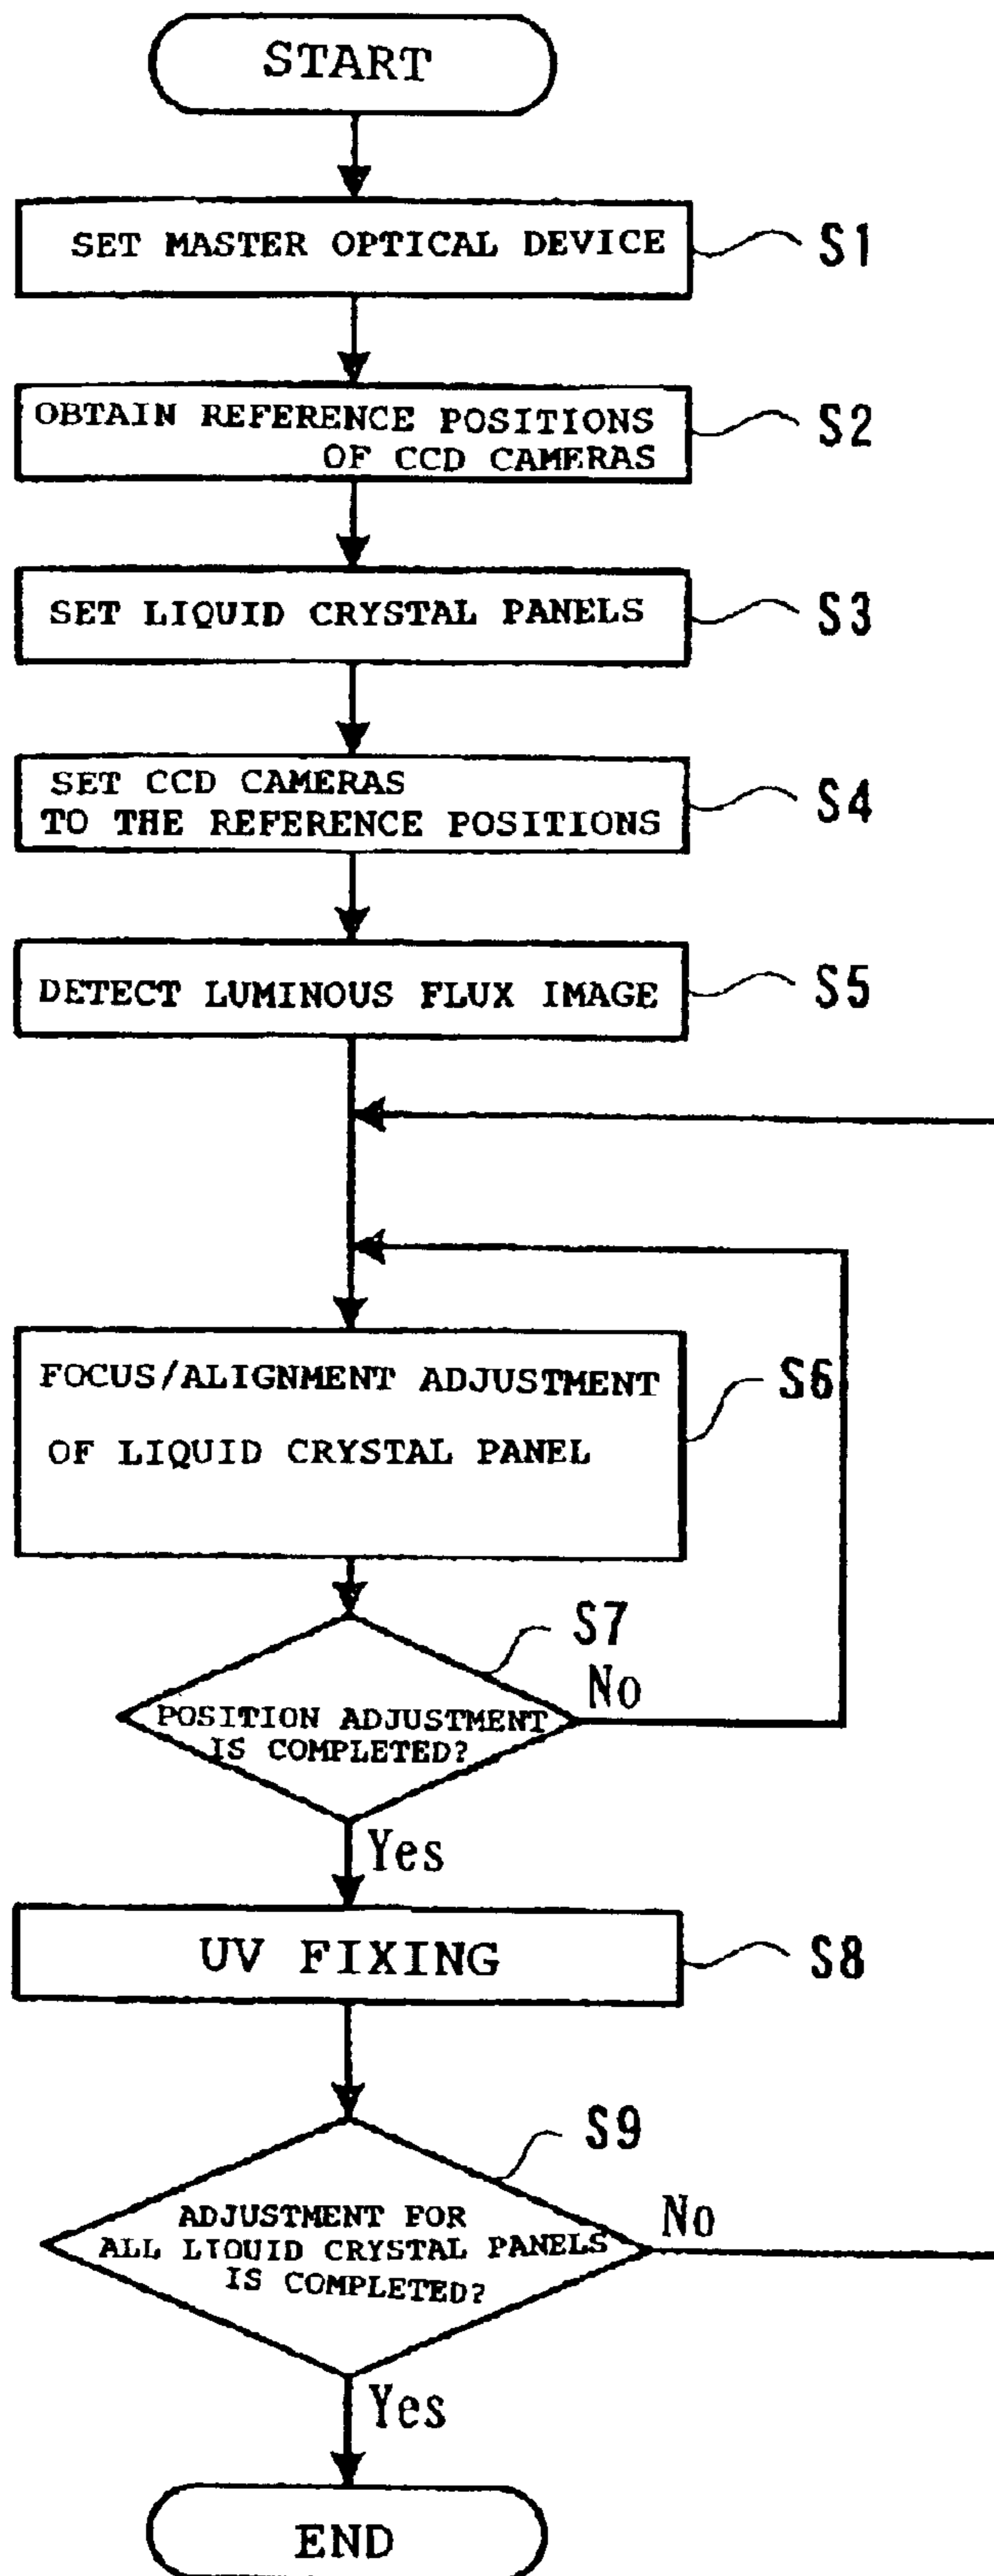 START
SET MASTER OPTICAL DEVICE
S1
OBTAIN REFERENCE POSITIONS
OF CCD CAMERAS
S2
SET LIQUID CRYSTAL PANELS
S3
SET CCD CAMERAS
TO THE REFERENCE POSITIONS
S4
DETECT LUMINOUS FLUX IMAGE
S5
FOCUS/ALIGNMENT ADJUSTMENT
OF LIQUID CRYSTAL PANEL
S6
S7
No
POSITION ADJUSTMENT
IS COMPLETED?
Yes
UV FIXING
S8
S9
No
ADJUSTMENT FOR
ALL LIQUID CRYSTAL PANELS
IS COMPLETED?
Yes
END